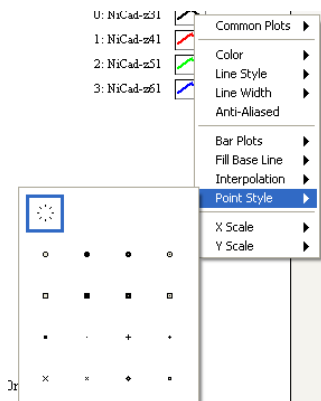 0: NiCad-z31
1: NiCad-z41
2: NiCad-z51
3: NiCad-z61
Common Plots
Color
Line Style
Line Width
Anti-Aliased
Bar Plots
Fill Base Line
Interpolation
Point Style
X Scale
Y Scale